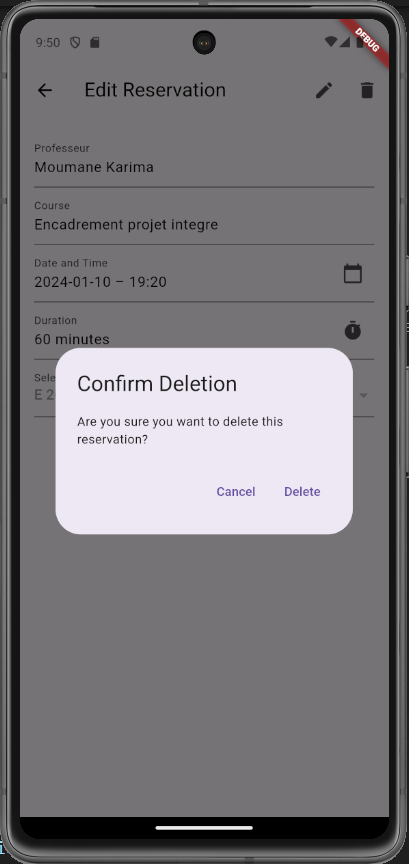 9:50
DEBUG
Edit Reservation
Professeur
Moumane Karima
Course
Encadrement projet integre
Date and Time
2024-01-10 – 19:20
Duration
60 minutes
Sele
E 2
Confirm Deletion
Are you sure you want to delete this
reservation?
Cancel Delete